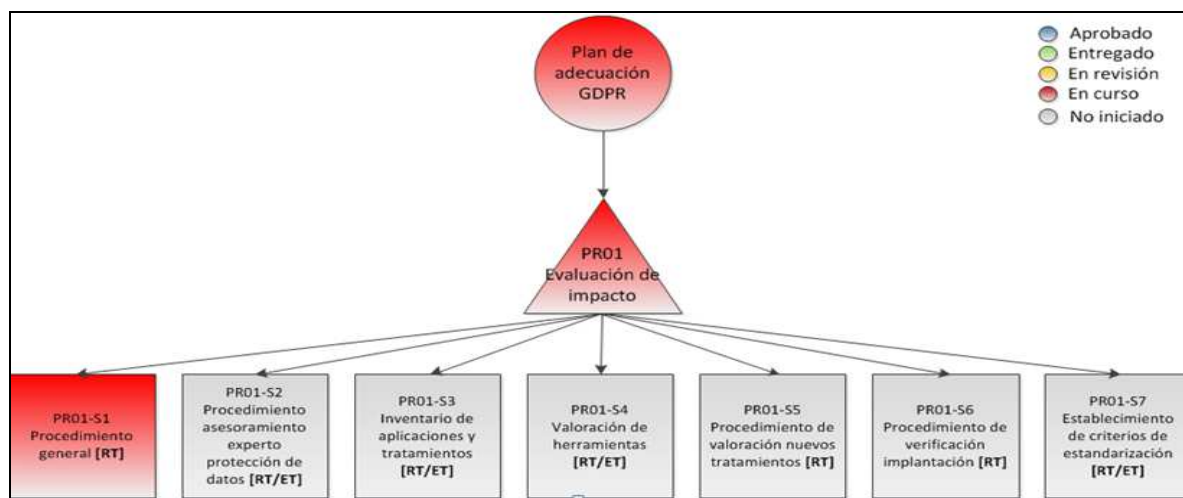 Plan de
adecuación
GDPR
Aprobado
Entregado
En revisión
En curso
No iniciado
PR01
Evaluación de
impacto
PR01-S1
Procedimiento
general [RT]
PR01-S2
Procedimiento
asesoramiento
experto
protección de
datos [RT/ET]
PR01-S3
Inventario de
aplicaciones y
tratamientos
[RT/ET]
PR01-S4
Valoración de
herramientas
[RT/ET]
PR01-S5
Procedimiento de
valoración nuevos
tratamientos [RT]
PR01-S6
Procedimiento de
verificación
implantación [RT]
PR01-S7
Establecimiento
de criterios de
estandarización
[RT/ET]